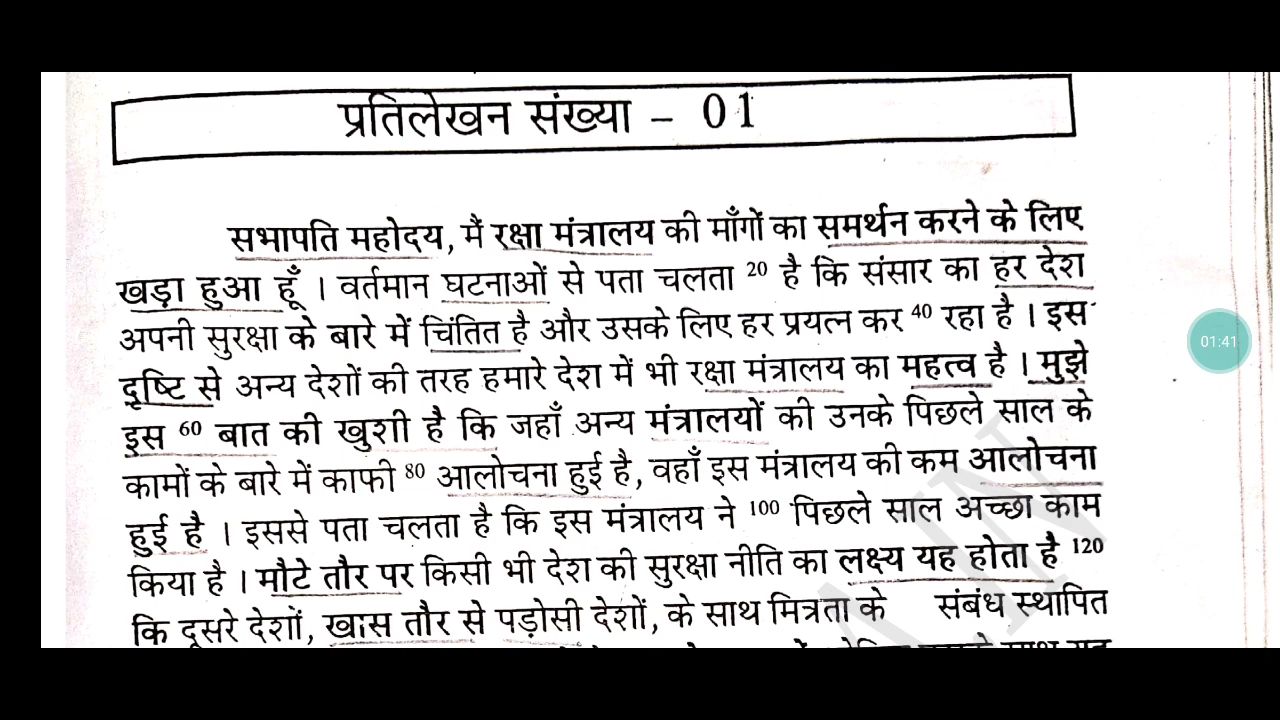 प्रतिलेखन संख्या – 01
सभापति महोदय, मैं रक्षा मंत्रालय की माँगों का समर्थन करने के लिए
खड़ा हुआ हूँ । वर्तमान घटनाओं से पता चलता 20 है कि संसार का हर देश
अपनी सुरक्षा के बारे में चिंतित है और उसके लिए हर प्रयत्न कर 40 रहा है । इस
दृष्टि से अन्य देशों की तरह हमारे देश में भी रक्षा मंत्रालय का महत्व है । मुझे
इस 60 बात की खुशी है कि जहाँ अन्य मंत्रालयों की उनके पिछले साल के
कामों के बारे में काफी 80 आलोचना हुई है, वहाँ इस मंत्रालय की कम आलोचना
हुई है । इससे पता चलता है कि इस मंत्रालय ने 100 पिछले साल अच्छा काम
किया है । मौटे तौर पर किसी भी देश की सुरक्षा नीति का लक्ष्य यह होता है 120
कि दूसरे देशों, खास तौर से पड़ोसी देशों, के साथ मित्रता के संबंध स्थापित
01:41